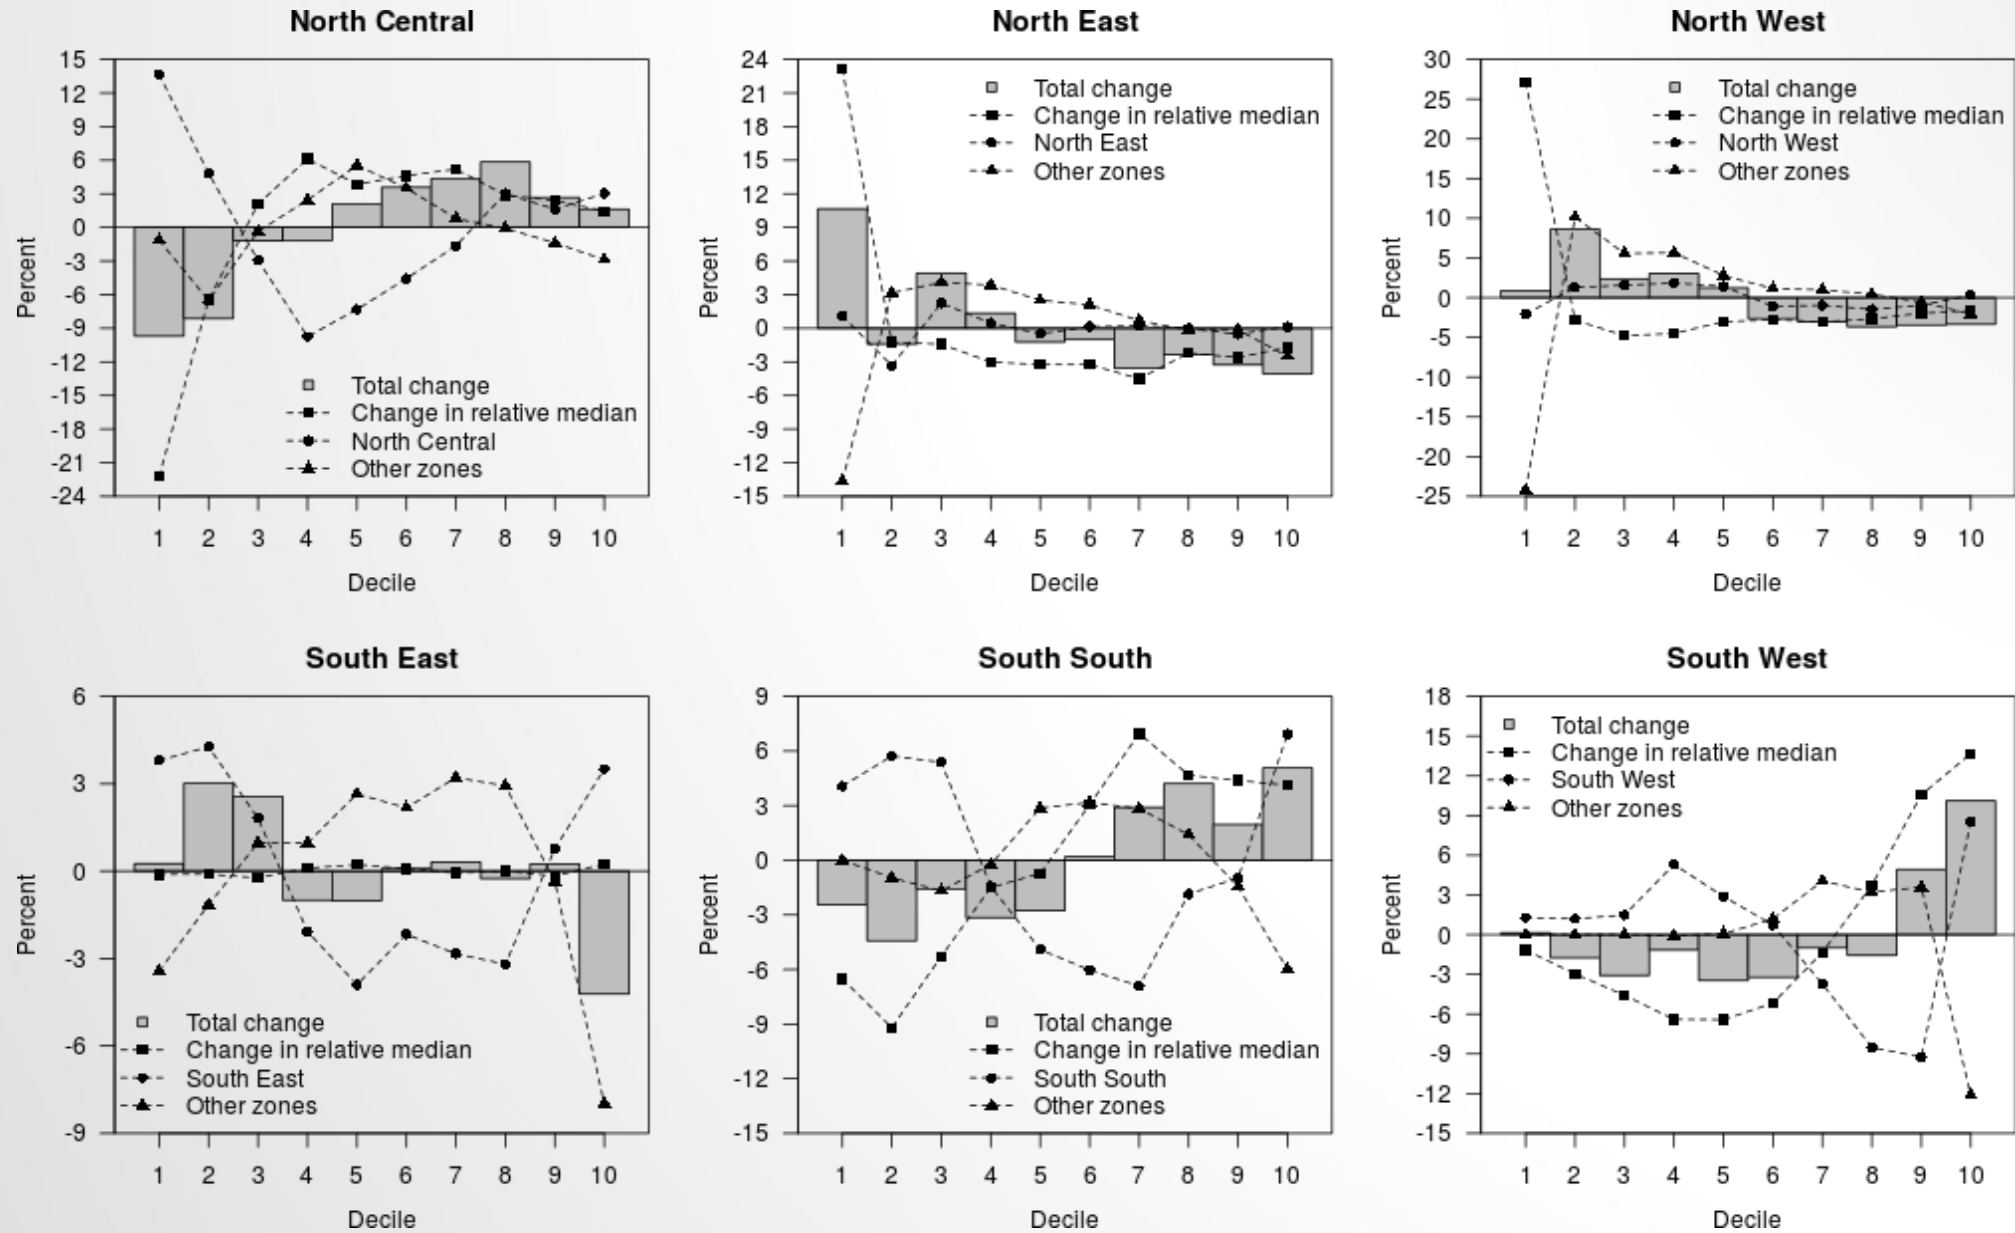 North Central
15
12
9
6
3
0
-3
-6
-9
-12
-15
-18
-21
-24
Percent
Total change
Change in relative median
North Central
Other zones
1 2 3 4 5 6 7 8 9 10
Decile
North East
24
21
18
15
12
9
6
3
0
-3
-6
-9
-12
-15
Percent
Total change
Change in relative median
North East
Other zones
1 2 3 4 5 6 7 8 9 10
Decile
North West
30
25
20
15
10
5
0
-5
-10
-15
-20
-25
Percent
Total change
Change in relative median
North West
Other zones
1 2 3 4 5 6 7 8 9 10
Decile
South East
6
3
0
-3
-6
-9
Percent
Total change
Change in relative median
South East
Other zones
1 2 3 4 5 6 7 8 9 10
Decile
South South
9
6
3
0
-3
-6
-9
-12
-15
Percent
Total change
Change in relative median
South South
Other zones
1 2 3 4 5 6 7 8 9 10
Decile
South West
18
15
12
9
6
3
0
-3
-6
-9
-12
-15
Percent
Total change
Change in relative median
South West
Other zones
1 2 3 4 5 6 7 8 9 10
Decile